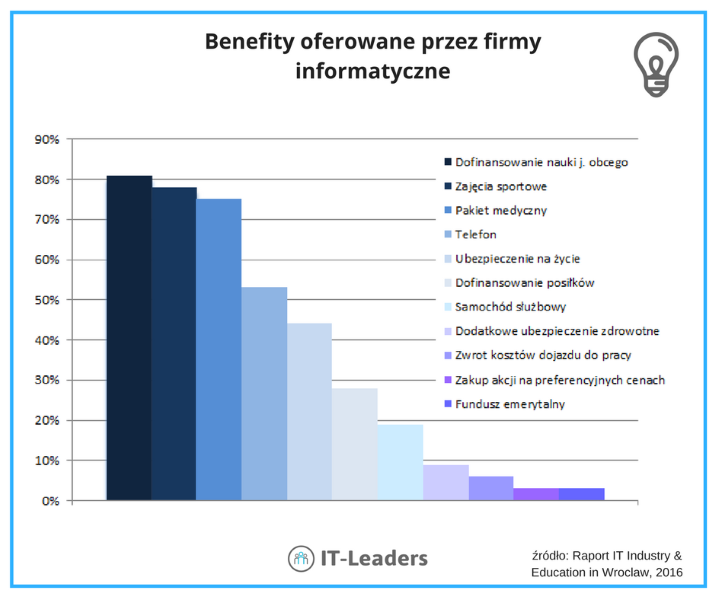 Benefity oferowane przez firmy
informatyczne
90%
80%
70%
60%
50%
40%
30%
20%
10%
0%
Dofinansowanie nauki j. obcego
Zajęcia sportowe
Pakiet medyczny
Telefon
Ubezpieczenie na życie
Dofinansowanie posiłków
Samochód służbowy
Dodatkowe ubezpieczenie zdrowotne
Zwrot kosztów dojazdu do pracy
Zakup akcji na preferencyjnych cenach
Fundusz emerytalny
IT-Leaders
źródło: Raport IT Industry &
Education in Wroclaw, 2016